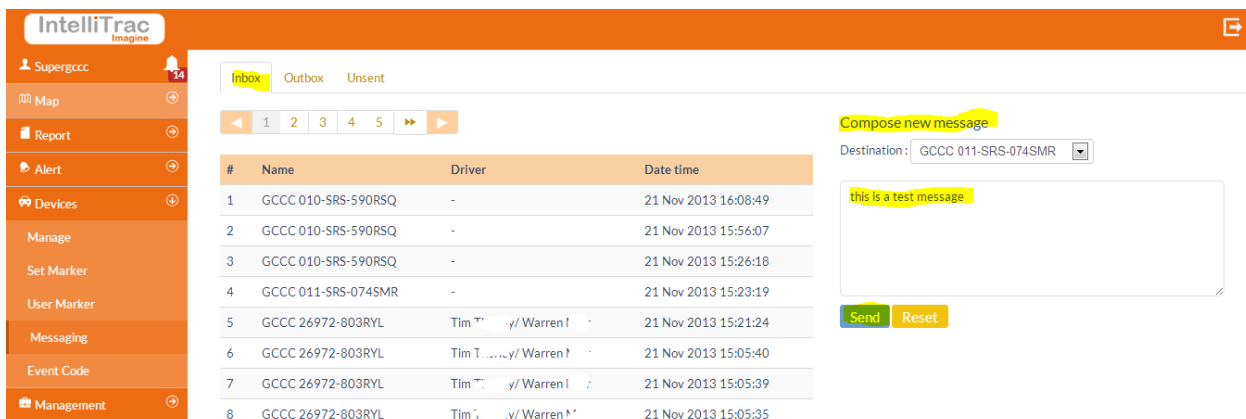 IntelliTrac
Imagine
Supergccc
14
Map
Report
Alert
Devices
Manage
Set Marker
User Marker
Messaging
Event Code
Management
Inbox Outbox Unsent
1 2 3 4 5
# Name Driver Date time
1 GCCC 010-SRS-590RSQ - 21 Nov 2013 16:08:49
2 GCCC 010-SRS-590RSQ - 21 Nov 2013 15:56:07
3 GCCC 010-SRS-590RSQ - 21 Nov 2013 15:26:18
4 GCCC 011-SRS-074SMR - 21 Nov 2013 15:23:19
5 GCCC 26972-803RYL Tim / Warren 21 Nov 2013 15:21:24
6 GCCC 26972-803RYL Tim / Warren 21 Nov 2013 15:05:40
7 GCCC 26972-803RYL Tim / Warren 21 Nov 2013 15:05:39
8 GCCC 26972-803RYL Tim / Warren 21 Nov 2013 15:05:35
Compose new message
Destination : GCCC 011-SRS-074SMR
this is a test message
Send Reset